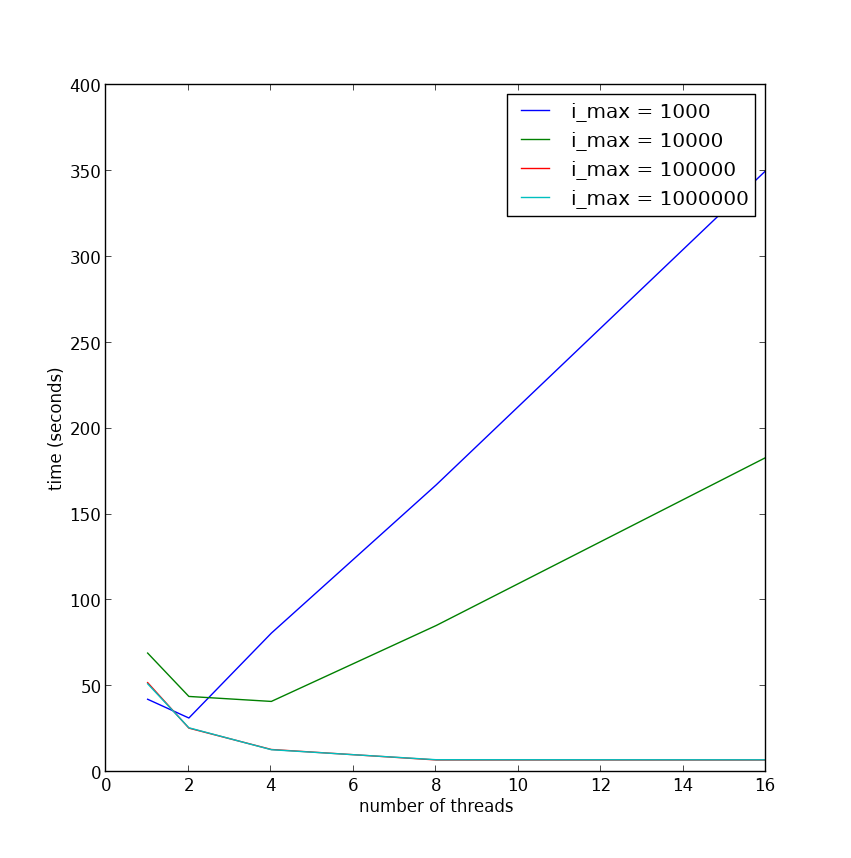 400
i_max = 1000
i_max = 10000
350
i_max = 100000
i_max = 1000000
300
250
time (seconds)
200
150
100
50
0
0 2 4 6 8 10 12 14 16
number of threads